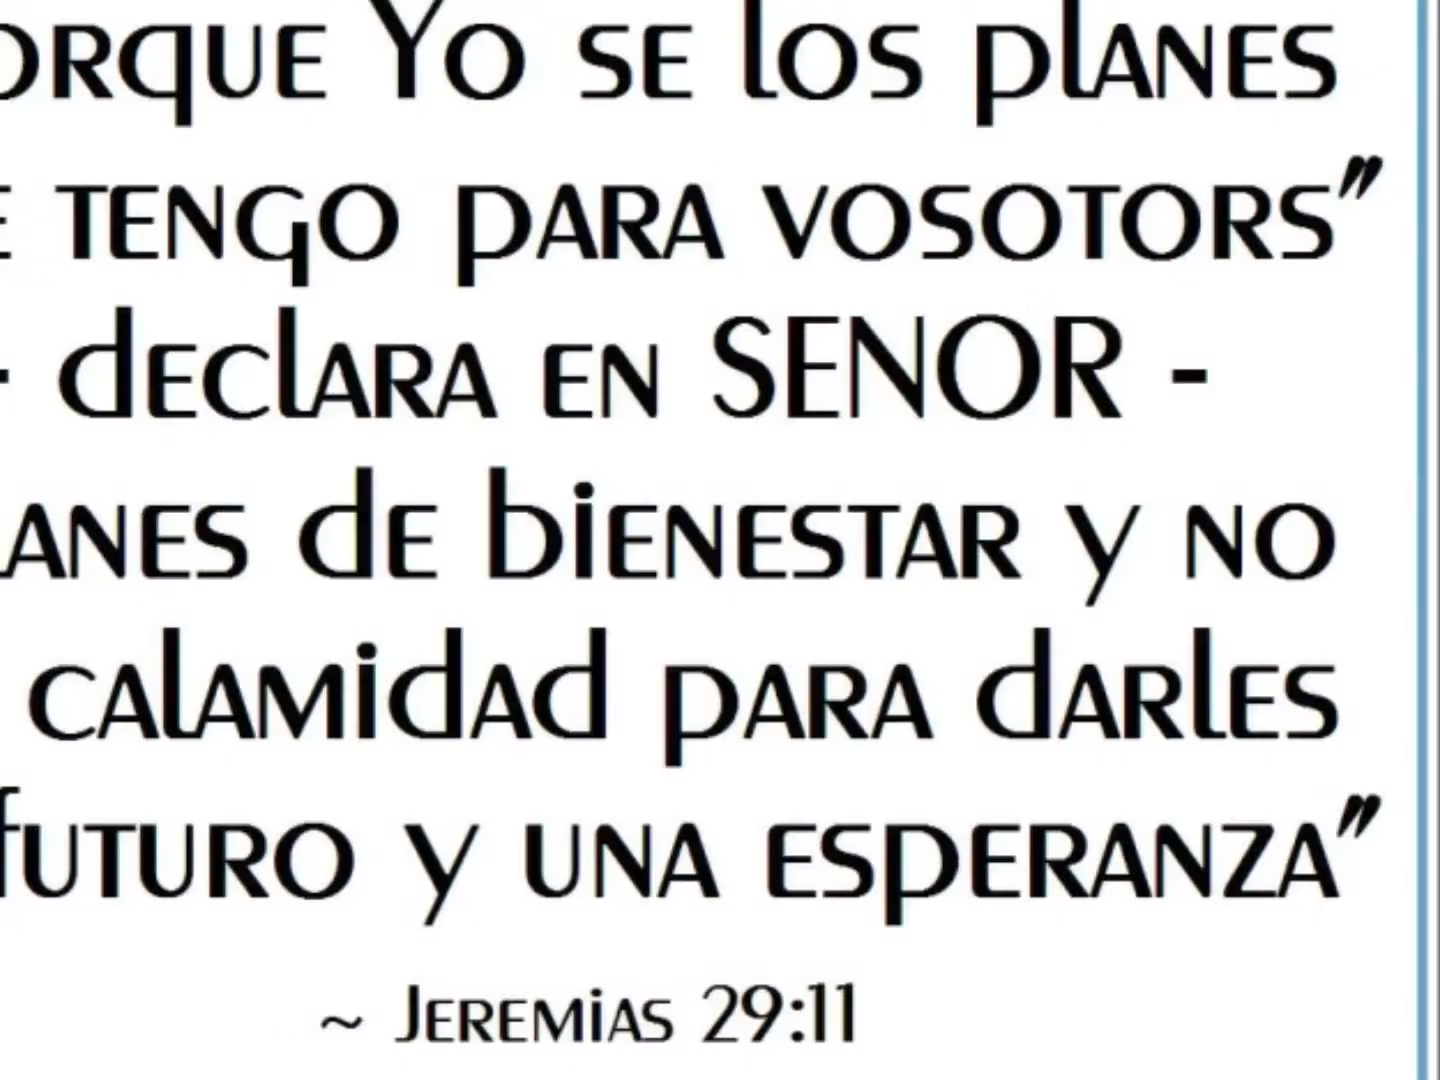 orque Yo se los planes
e tengo para vosotors”
- declara en SENOR -
lanes de bienestar y no
calamidad para darles
futuro y una esperanza”
~ Jeremias 29:11